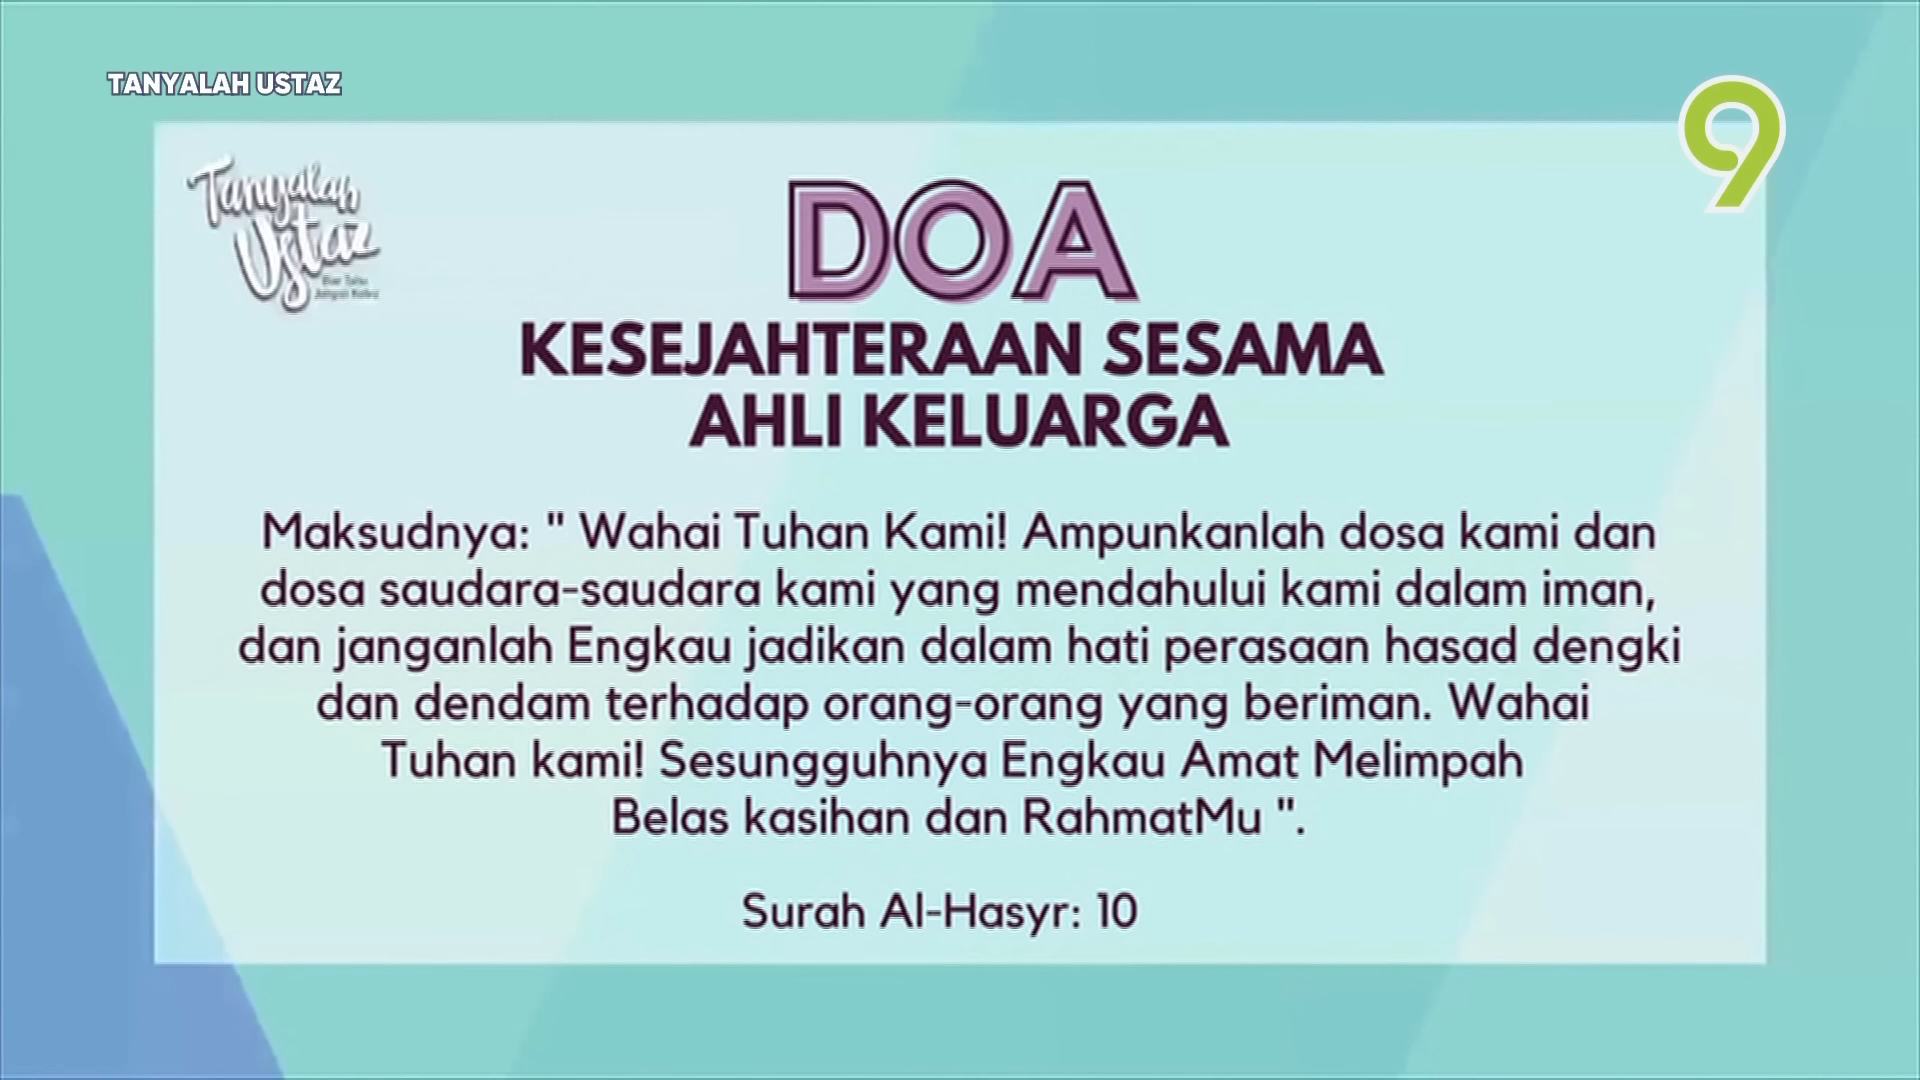 TANYALAH USTAZ
9
Tanyalah
Ustaz
DOA
KESEJAHTERAAN SESAMA
AHLI KELUARGA
Maksudnya: " Wahai Tuhan Kami! Ampunkanlah dosa kami dan
dosa saudara-saudara kami yang mendahului kami dalam iman,
dan janganlah Engkau jadikan dalam hati perasaan hasad dengki
dan dendam terhadap orang-orang yang beriman. Wahai
Tuhan kami! Sesungguhnya Engkau Amat Melimpah
Belas kasihan dan RahmatMu ".
Surah Al-Hasyr: 10